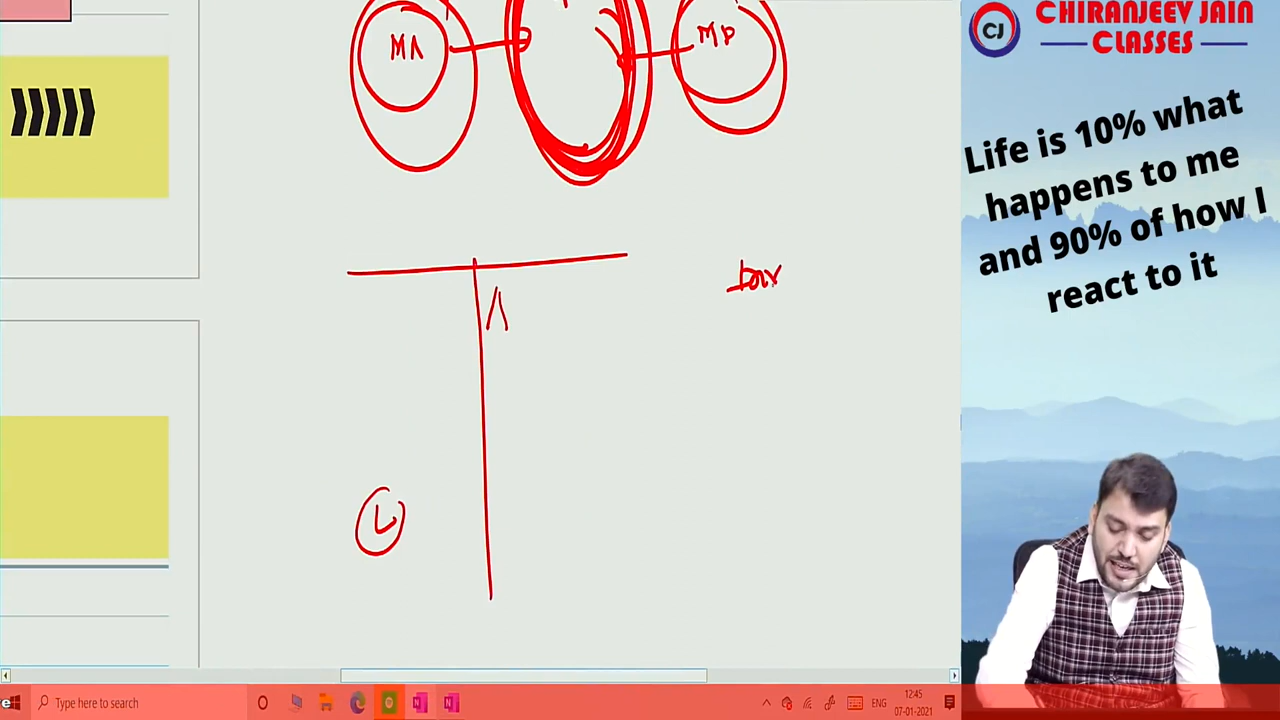 CHIRANJEEV JAIN
CLASSES
CJ
Life is 10% what
happens to me
and 90% of how I
react to it
MA
MP
A
L
Type here to search
ENG
12:45
07-01-2021